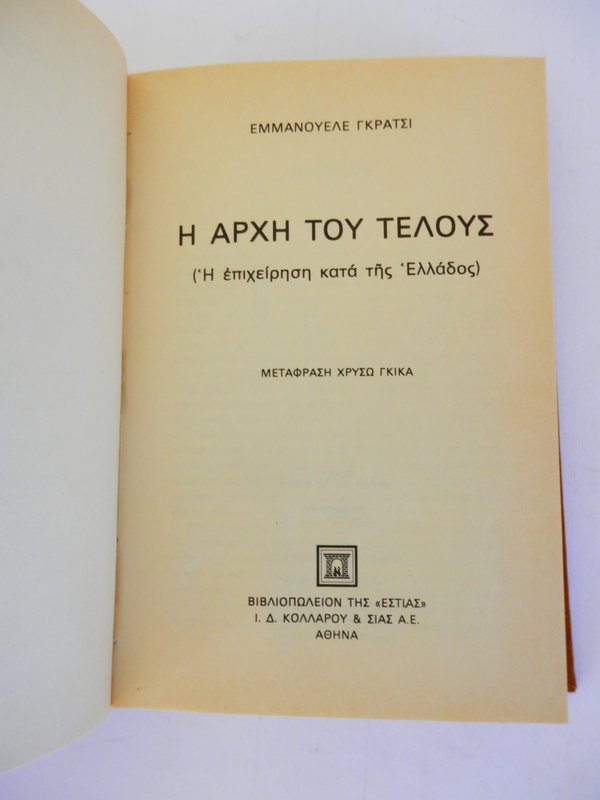 ΕΜΜΑΝΟΥΕΛΕ ΓΚΡΑΤΣΙ
Η ΑΡΧΗ ΤΟΥ ΤΕΛΟΥΣ
(Ἡ ἐπιχείρηση κατά τῆς Ἑλλάδος)
ΜΕΤΑΦΡΑΣΗ ΧΡΥΣΩ ΓΚΙΚΑ
ΒΙΒΛΙΟΠΩΛΕΙΟΝ ΤΗΣ «ΕΣΤΙΑΣ»
Ι. Δ. ΚΟΛΛΑΡΟΥ & ΣΙΑΣ Α.Ε.
ΑΘΗΝΑ